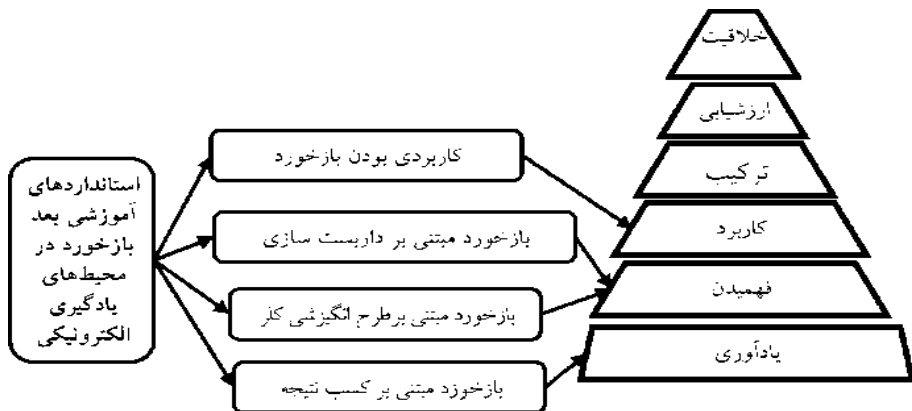 استانداردهای
آموزشی بعد
بازخورد در
محیط‌های
یادگیری
الکترونیکی
کاربردی بودن بازخورد
بازخورد مبتنی بر داربست سازی
بازخورد مبتنی برطرح انگیزشی کلر
بازخوزد مبتنی بر کسب نتیجه
خلاقیت
ارزشیابی
ترکیب
کاربرد
فهمیدن
یادآوری